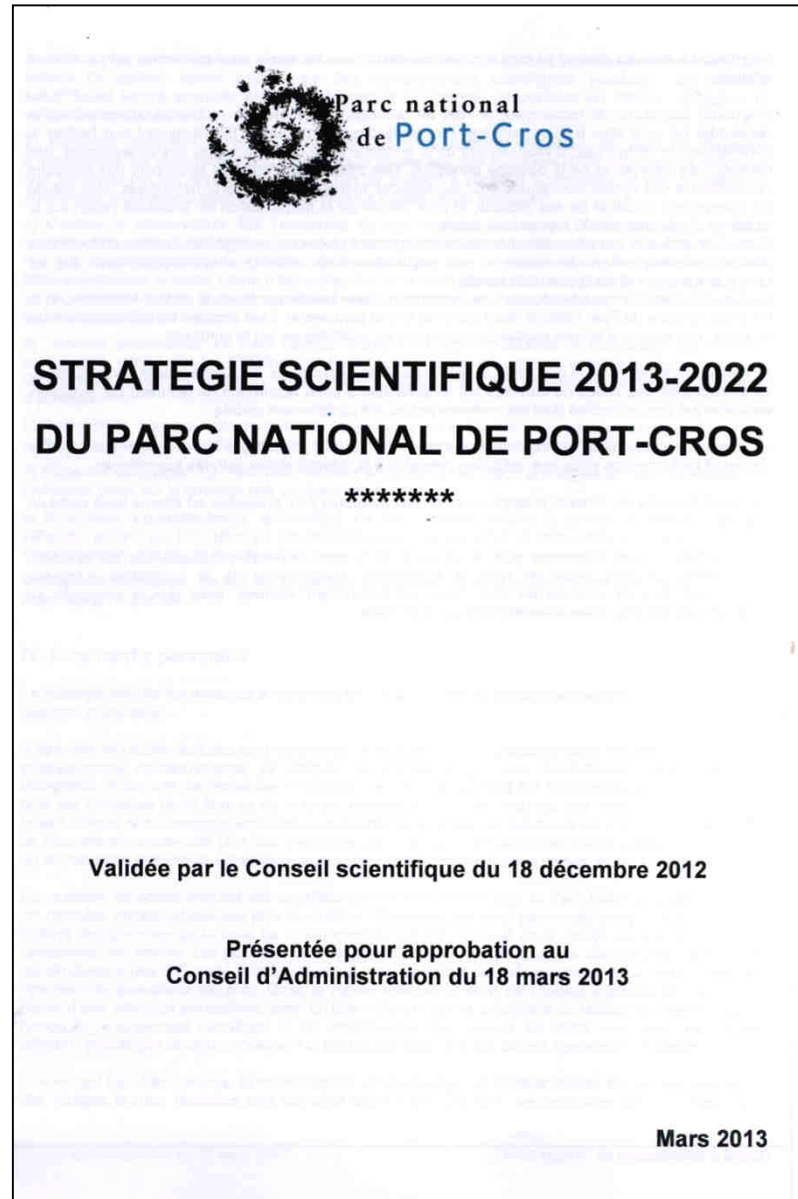 Parc national
de Port-Cros
STRATEGIE SCIENTIFIQUE 2013-2022
DU PARC NATIONAL DE PORT-CROS
*******
Validée par le Conseil scientifique du 18 décembre 2012
Présentée pour approbation au
Conseil d'Administration du 18 mars 2013
Mars 2013